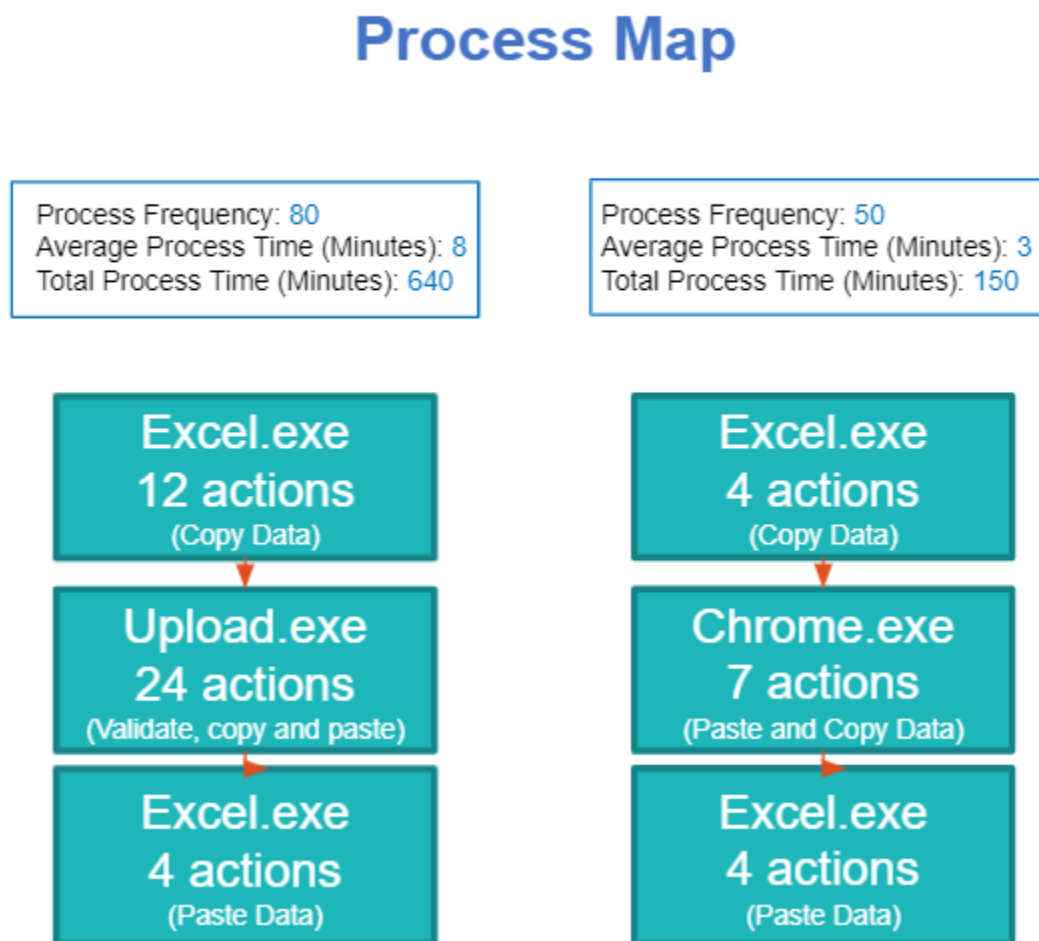 Process Map
Process Frequency: 80
Average Process Time (Minutes): 8
Total Process Time (Minutes): 640
Process Frequency: 50
Average Process Time (Minutes): 3
Total Process Time (Minutes): 150
Excel.exe
12 actions
(Copy Data)
Upload.exe
24 actions
(Validate, copy and paste)
Excel.exe
4 actions
(Paste Data)
Excel.exe
4 actions
(Copy Data)
Chrome.exe
7 actions
(Paste and Copy Data)
Excel.exe
4 actions
(Paste Data)